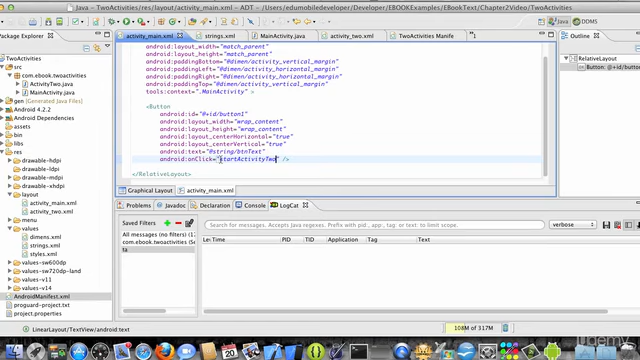 activity_main.xml - TwoActivities/res/layout/activity_main.xml - ADT - /Users/edumobiledeveloper/Developer/EBOOKExamples/EBookText/Chapter2Video/TwoAct
Java
DDMS
Package Explorer
activity_main.xml
strings.xml
MainActivity.java
activity_two.xml
TwoActivities Manife
Outline
TwoActivities
src
com.ebook.twoactivities
ActivityTwo.java
MainActivity.java
gen [Generated Java Files]
Android 4.2.2
Android Dependencies
assets
bin
res
drawable-hdpi
drawable-ldpi
drawable-mdpi
drawable-xhdpi
drawable-xxhdpi
layout
activity_main.xml
activity_two.xml
menu
values
dimens.xml
strings.xml
styles.xml
values-sw600dp
values-sw720dp-land
values-v11
values-v14
AndroidManifest.xml
proguard-project.txt
project.properties
android:layout_width="match_parent"
android:layout_height="match_parent"
android:paddingBottom="@dimen/activity_vertical_margin"
android:paddingLeft="@dimen/activity_horizontal_margin"
android:paddingRight="@dimen/activity_horizontal_margin"
android:paddingTop="@dimen/activity_vertical_margin"
tools:context=".MainActivity" >
<Button
android:id="@+id/button1"
android:layout_width="wrap_content"
android:layout_height="wrap_content"
android:layout_centerHorizontal="true"
android:layout_centerVertical="true"
android:text="@string/btnText"
android:onClick="startActivityTwo" />
</RelativeLayout>
Graphical Layout
activity_main.xml
RelativeLayout
Button: @+id/
Problems
Javadoc
Declaration
Console
LogCat
Saved Filters
All messages (no filters)
com.ebook.twoactivities
ta
Search for messages. Accepts Java regexes. Prefix with pid:, app:, tag: or text: to limit scope.
verbose
Time
PID
TID
Application
Tag
Text
LinearLayout/TextView/android:text
108M of 317M
udemy